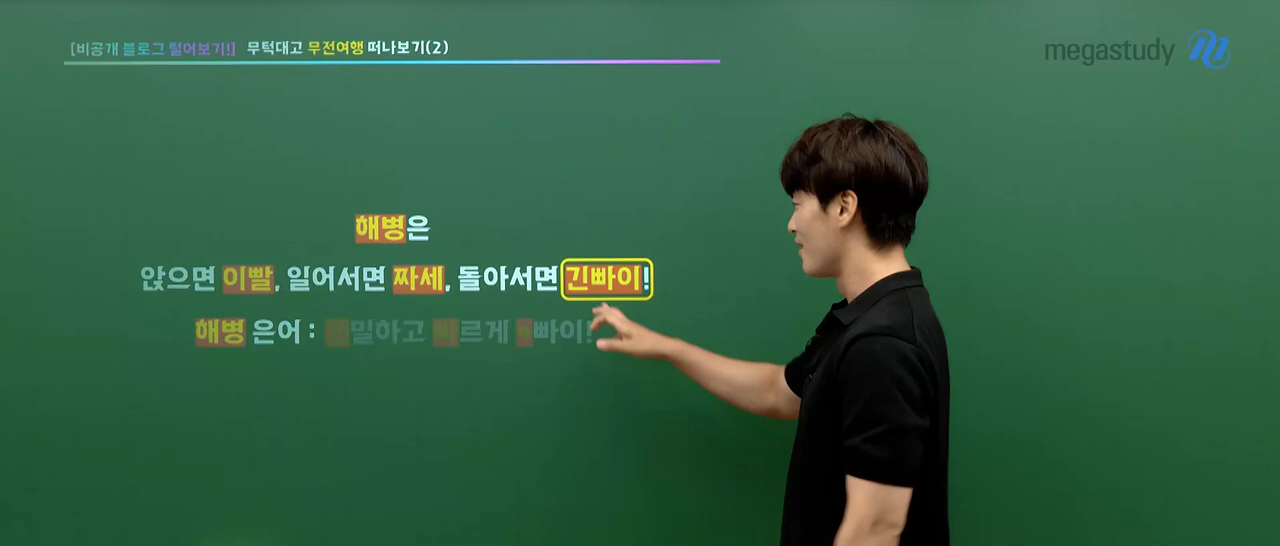 [비공개 블로그 털어보기!] 무턱대고 무전여행 떠나보기(2)
megastudy
해병은
앉으면 이빨, 일어서면 짜세, 돌아서면 긴빠이!
해병 은어 : 긴밀하고 빠르게 빠이!